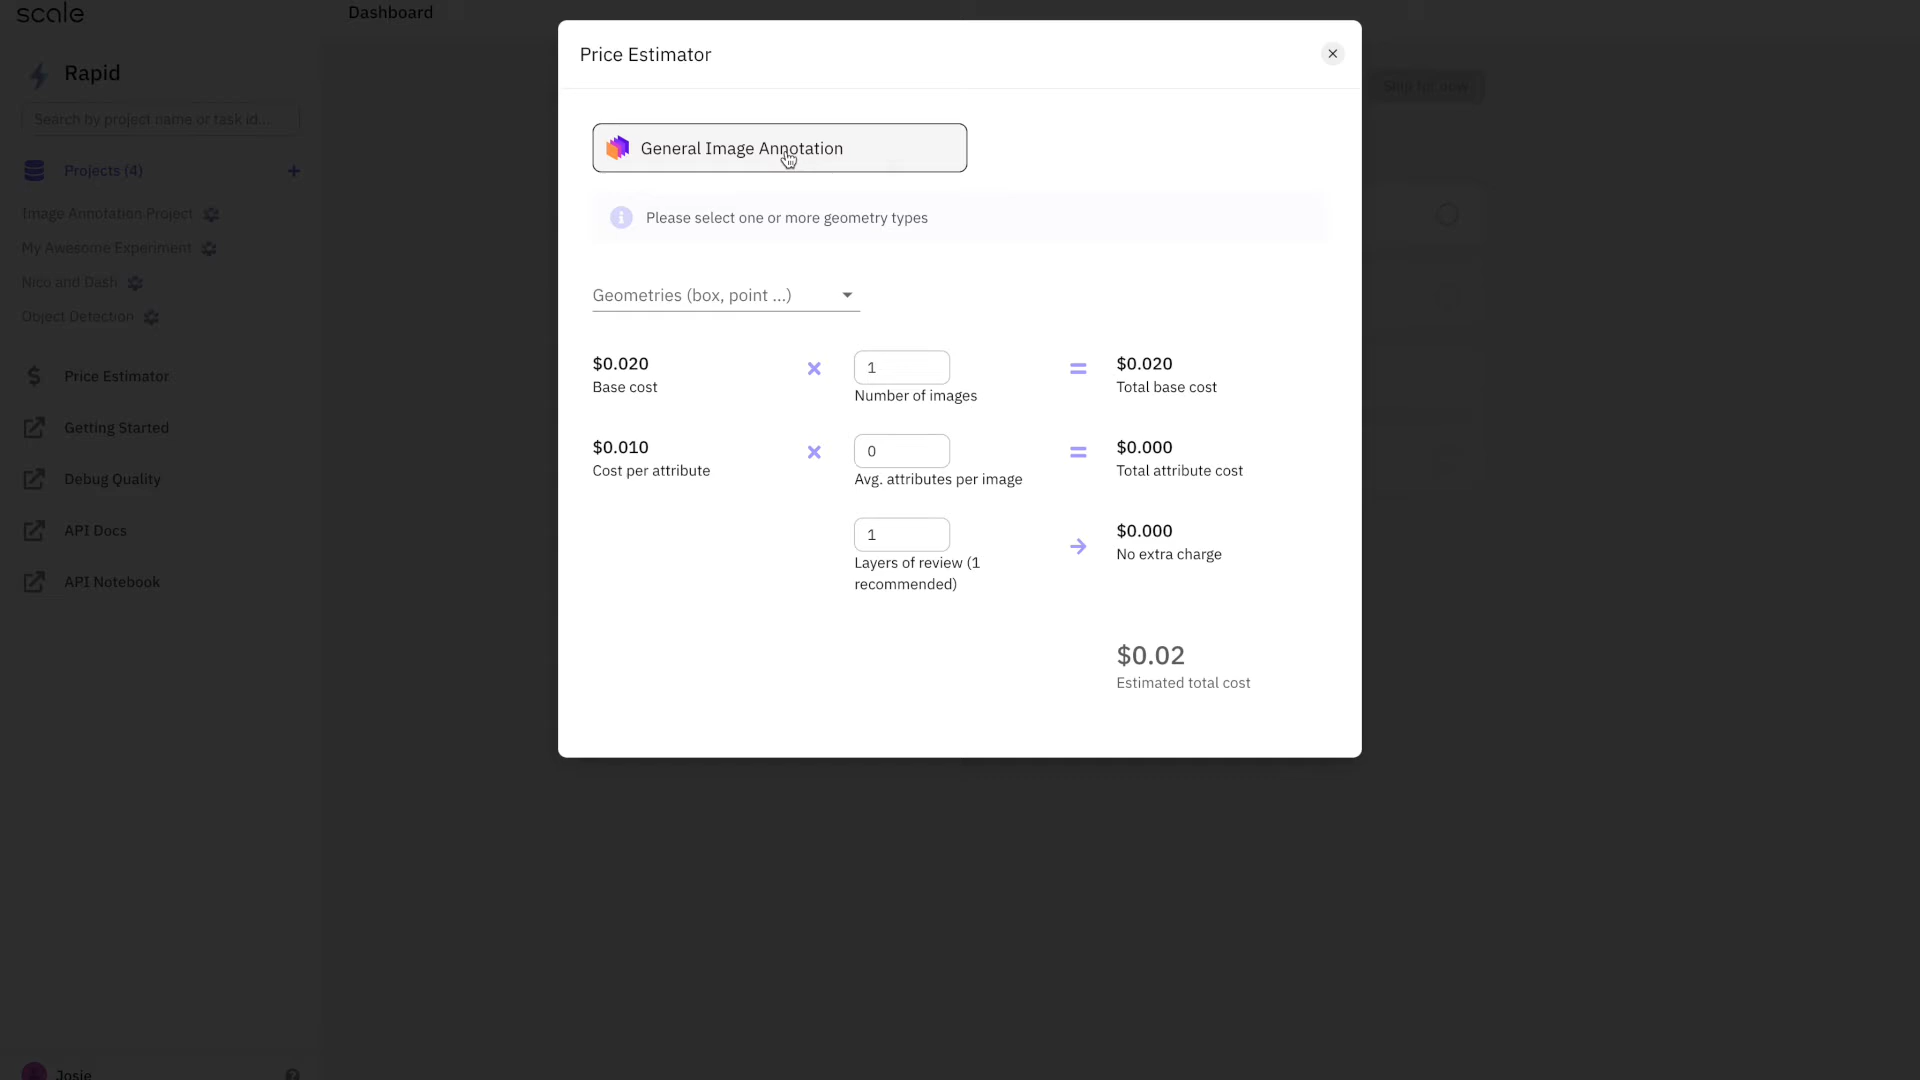 scale
Dashboard
Rapid
Search by project name or task id...
Projects (4)
Image Annotation Project
My Awesome Experiment
Nico and Dash
Object Detection
Price Estimator
Getting Started
Debug Quality
API Docs
API Notebook
Josie
Price Estimator
Skip for now
General Image Annotation
Please select one or more geometry types
Geometries (box, point ...)
$0.020
Base cost
1
Number of images
$0.020
Total base cost
$0.010
Cost per attribute
0
Avg. attributes per image
$0.000
Total attribute cost
1
Layers of review (1
recommended)
$0.000
No extra charge
$0.02
Estimated total cost